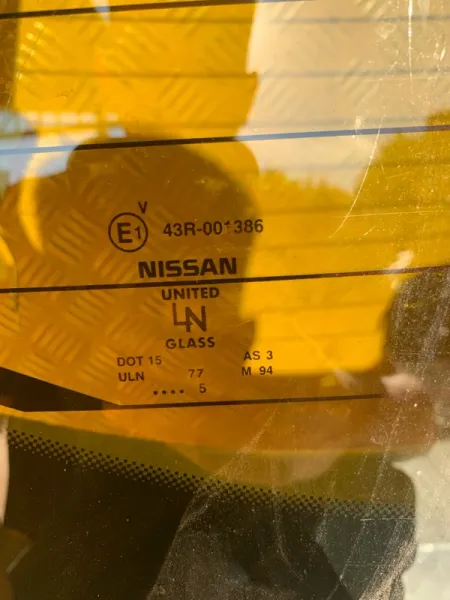 V
E1 43R-001386
NISSAN
UNITED
LN
GLASS
DOT 15 AS 3
ULN 77 M 94
.... 5